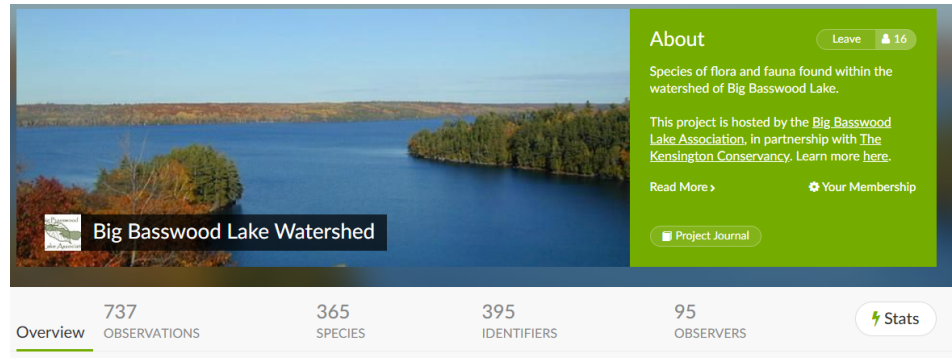 About
Leave
16
Species of flora and fauna found within the
watershed of Big Basswood Lake.
This project is hosted by the Big Basswood
Lake Association, in partnership with The
Kensington Conservancy. Learn more here.
Read More ›
Your Membership
Project Journal
Big Basswood Lake Watershed
Overview
737
OBSERVATIONS
365
SPECIES
395
IDENTIFIERS
95
OBSERVERS
Stats